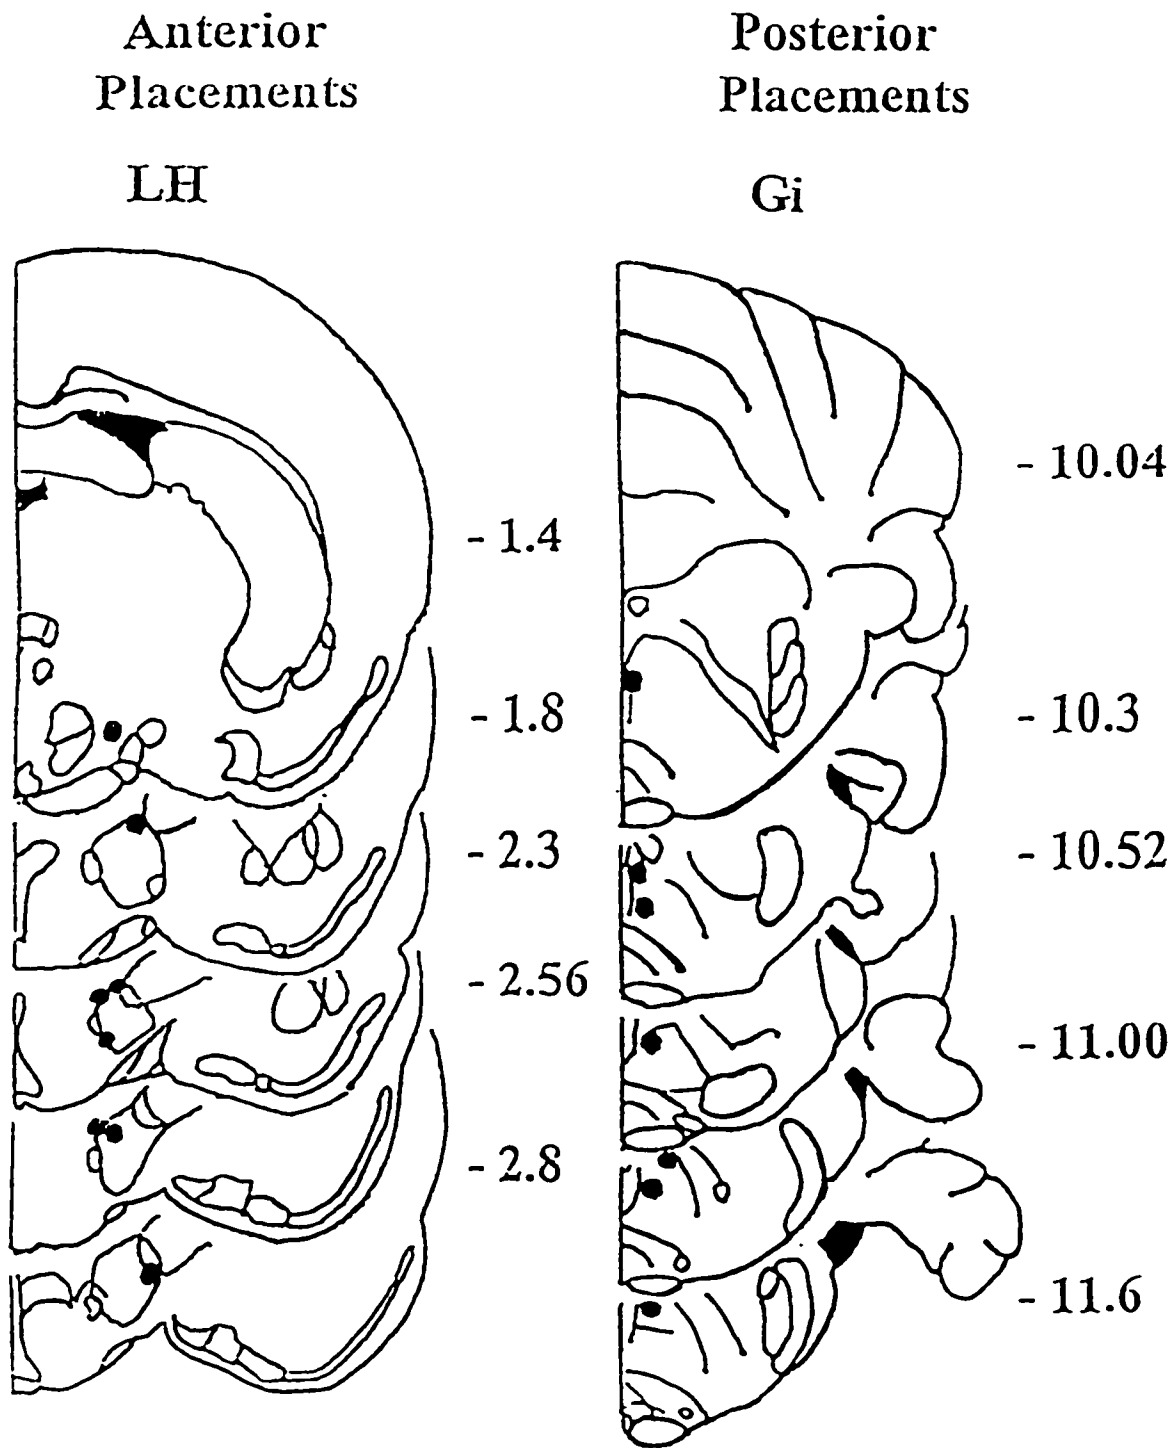 Anterior
Placements
LH
- 1.4
- 1.8
- 2.3
- 2.56
- 2.8
Posterior
Placements
Gi
- 10.04
- 10.3
- 10.52
- 11.00
- 11.6